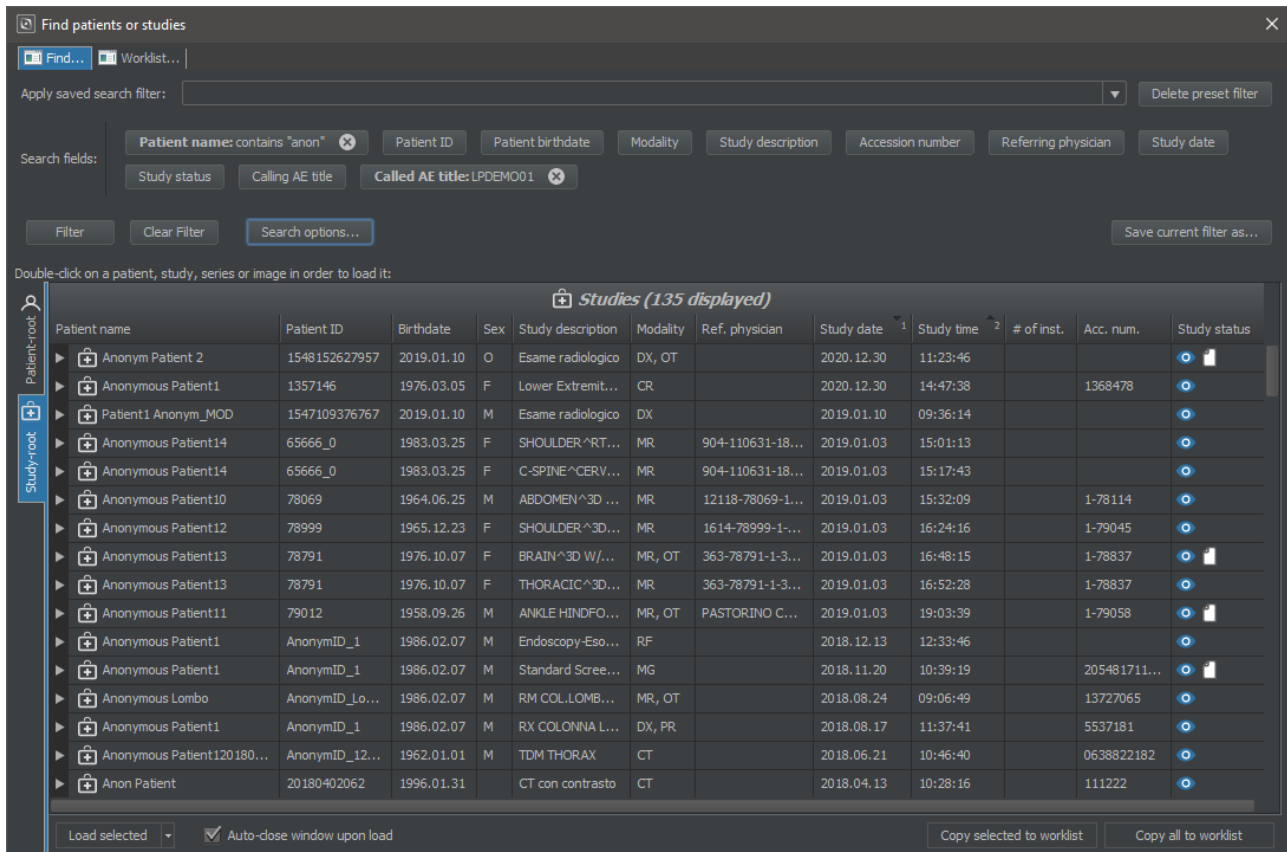 Find patients or studies
Find... Worklist...
Apply saved search filter: Delete preset filter
Search fields:
Patient name: contains "anon" Patient ID Patient birthdate Modality Study description Accession number Referring physician Study date
Study status Calling AE title Called AE title: LPDEMO01
Filter Clear Filter Search options... Save current filter as...
Double-click on a patient, study, series or image in order to load it:
Patient-root
Study-root
Studies (135 displayed)
Patient name Patient ID Birthdate Sex Study description Modality Ref. physician Study date 1 Study time 2 # of inst. Acc. num. Study status
Anonym Patient 2 1548152627957 2019.01.10 O Esame radiologico DX, OT 2020.12.30 11:23:46
Anonymous Patient1 1357146 1976.03.05 F Lower Extremit... CR 2020.12.30 14:47:38 1368478
Patient1 Anonym_MOD 1547109376767 2019.01.10 M Esame radiologico DX 2019.01.10 09:36:14
Anonymous Patient14 65666_0 1983.03.25 F SHOULDER^RT... MR 904-110631-18... 2019.01.03 15:01:13
Anonymous Patient14 65666_0 1983.03.25 F C-SPINE^CERV... MR 904-110631-18... 2019.01.03 15:17:43
Anonymous Patient10 78069 1964.06.25 M ABDOMEN^3D ... MR 12118-78069-1... 2019.01.03 15:32:09 1-78114
Anonymous Patient12 78999 1965.12.23 F SHOULDER^3D... MR 1614-78999-1-... 2019.01.03 16:24:16 1-79045
Anonymous Patient13 78791 1976.10.07 F BRAIN^3D W/... MR, OT 363-78791-1-3... 2019.01.03 16:48:15 1-78837
Anonymous Patient13 78791 1976.10.07 F THORACIC^3D... MR 363-78791-1-3... 2019.01.03 16:52:28 1-78837
Anonymous Patient11 79012 1958.09.26 M ANKLE HINDFO... MR, OT PASTORINO C... 2019.01.03 19:03:39 1-79058
Anonymous Patient1 AnonymID_1 1986.02.07 M Endoscopy-Eso... RF 2018.12.13 12:33:46
Anonymous Patient1 AnonymID_1 1986.02.07 M Standard Scree... MG 2018.11.20 10:39:19 205481711...
Anonymous Lombo AnonymID_Lo... 1986.02.07 M RM COL.LOMB... MR, OT 2018.08.24 09:06:49 13727065
Anonymous Patient1 AnonymID_1 1986.02.07 M RX COLONNA L... DX, PR 2018.08.17 11:37:41 5537181
Anonymous Patient120180... AnonymID_12... 1962.01.01 M TDM THORAX CT 2018.06.21 10:46:40 0638822182
Anon Patient 20180402062 1996.01.31 CT con contrasto CT 2018.04.13 10:28:16 111222
Load selected Auto-close window upon load Copy selected to worklist Copy all to worklist